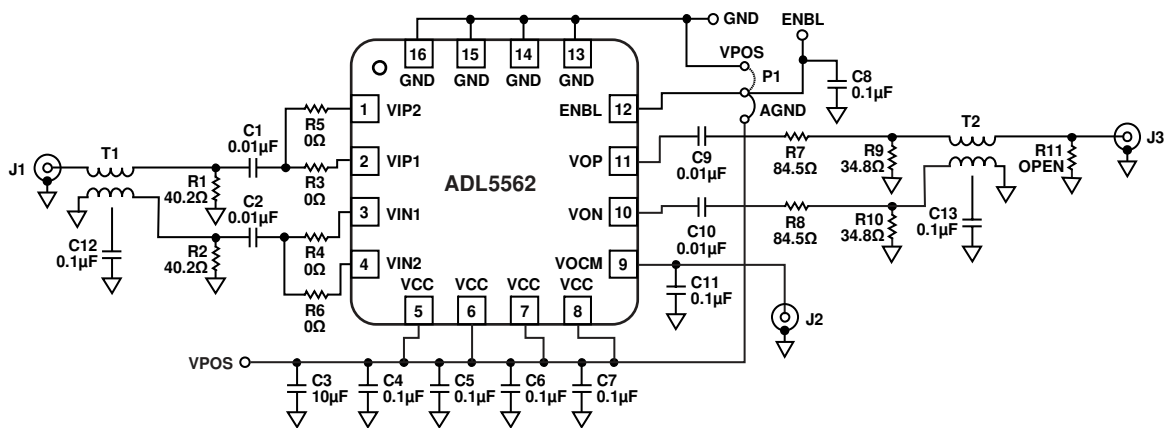 GND
ENBL
16
15
14
13
GND
GND
GND
GND
VPOS
P1
AGND
C8
0.1µF
1
VIP2
ENBL
12
R5
0Ω
C1
0.01µF
J1
T1
2
VIP1
VOP
11
R3
0Ω
R1
40.2Ω
ADL5562
C9
0.01µF
R7
84.5Ω
R9
34.8Ω
T2
R11
OPEN
J3
C2
0.01µF
3
VIN1
VON
10
R4
0Ω
C12
0.1µF
R2
40.2Ω
C10
0.01µF
R8
84.5Ω
R10
34.8Ω
C13
0.1µF
4
VIN2
VOCM
9
R6
0Ω
VCC
VCC
VCC
VCC
5
6
7
8
C11
0.1µF
J2
VPOS
C3
10µF
C4
0.1µF
C5
0.1µF
C6
0.1µF
C7
0.1µF